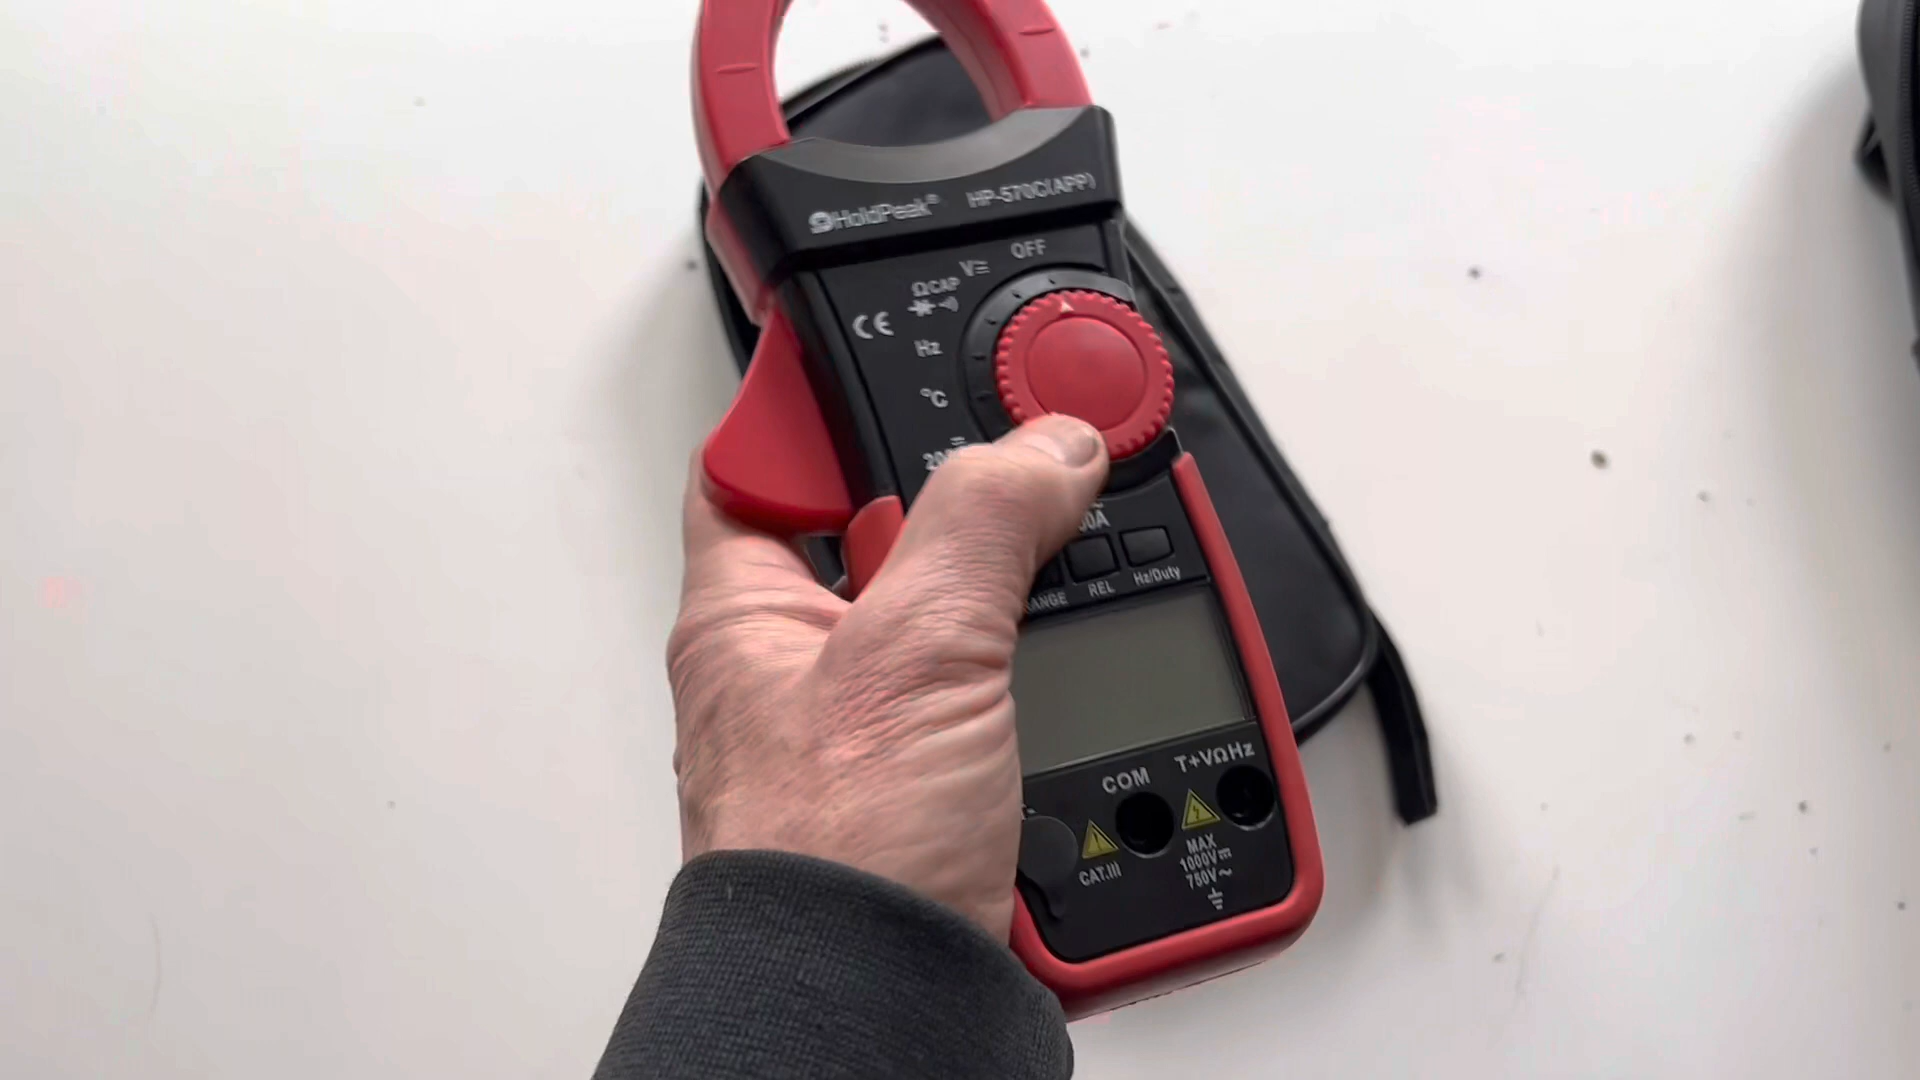 HoldPeak® HP-570C(APP)
OFF
V
ΩCAP
CE
Hz
°C
REL
Hz/Duty
COM
T+VΩHz
CAT.III
MAX
1000V
750V~